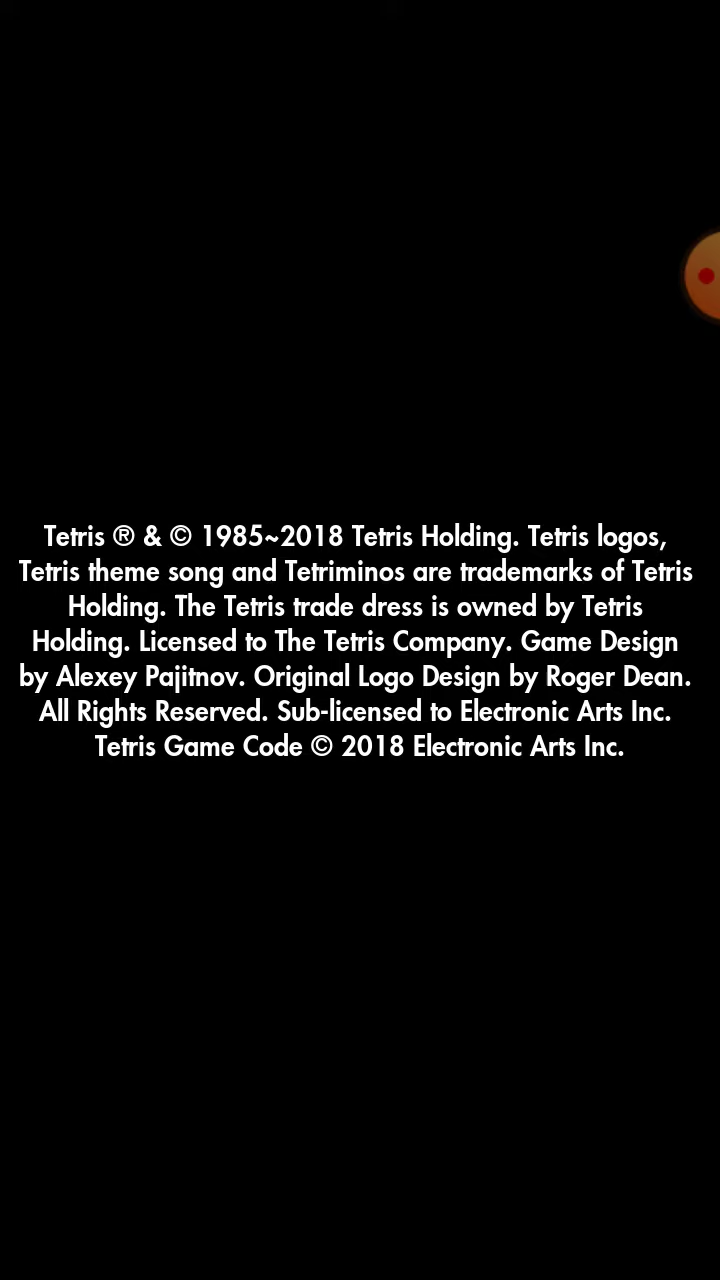 Tetris ® & © 1985~2018 Tetris Holding. Tetris logos,
Tetris theme song and Tetriminos are trademarks of Tetris
Holding. The Tetris trade dress is owned by Tetris
Holding. Licensed to The Tetris Company. Game Design
by Alexey Pajitnov. Original Logo Design by Roger Dean.
All Rights Reserved. Sub-licensed to Electronic Arts Inc.
Tetris Game Code © 2018 Electronic Arts Inc.